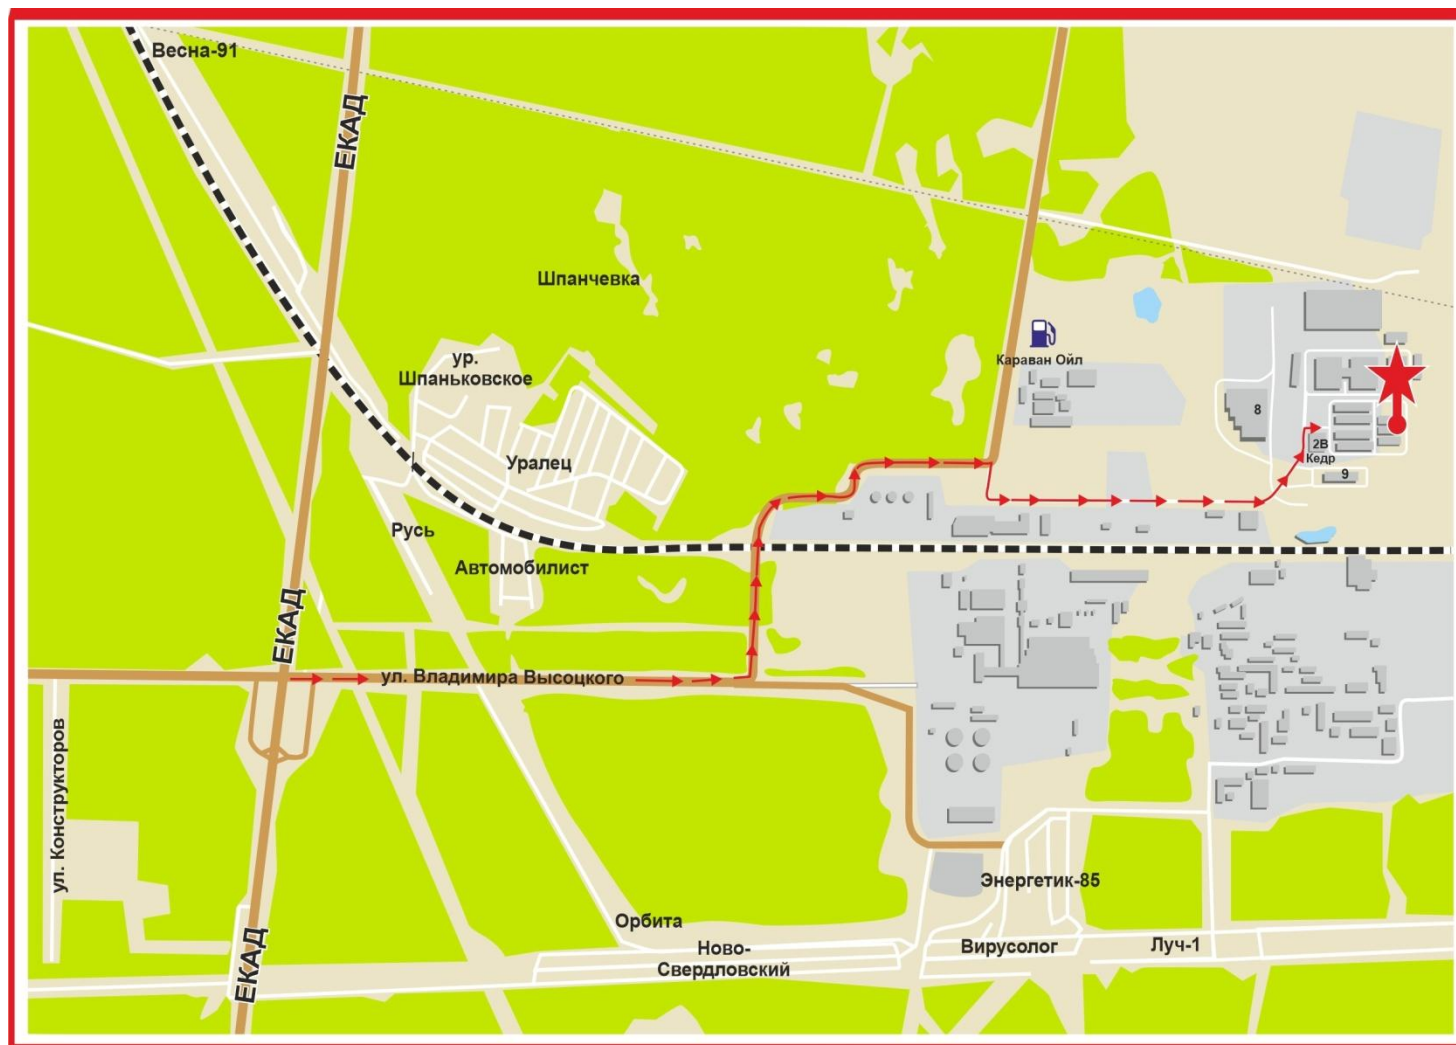 Весна-91
ЕКАД
Шпанчевка
ур.
Шпаньковское
Караван Ойл
8
2В
Кедр
9
Уралец
Русь
Автомобилист
ЕКАД
ул. Владимира Высоцкого
ул. Конструкторов
Энергетик-85
Орбита
Ново-
Свердловский
Вирусолог
Луч-1
ЕКАД